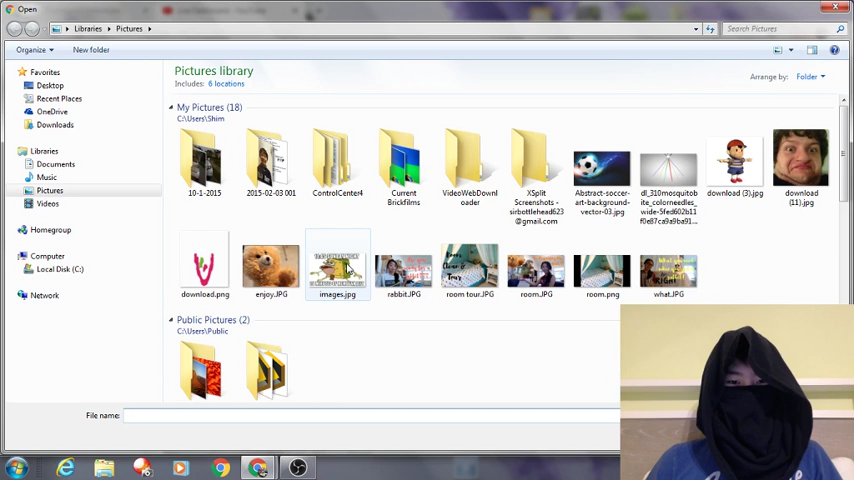 Open
Libraries
Pictures
Search Pictures
Organize
New folder
Favorites
Desktop
Recent Places
OneDrive
Downloads
Libraries
Documents
Music
Pictures
Videos
Homegroup
Computer
Local Disk (C:)
Network
Pictures library
Includes: 6 locations
Arrange by: Folder
My Pictures (18)
C:\Users\Shim
10-1-2015
2015-02-03 001
ControlCenter4
Current
Brickfilms
VideoWebDownl
oader
XSplit
Screenshots -
sirbottlehead623
@gmail.com
Abstract-soccer-
art-background-
vector-03.jpg
dl_310mosquitob
ite_colorneedles_
download (3).jpg
download
(11).jpg
download.png
enjoy.JPG
images.jpg
rabbit.JPG
room tour.JPG
room.JPG
room.png
what.JPG
Public Pictures (2)
C:\Users\Public
File name: